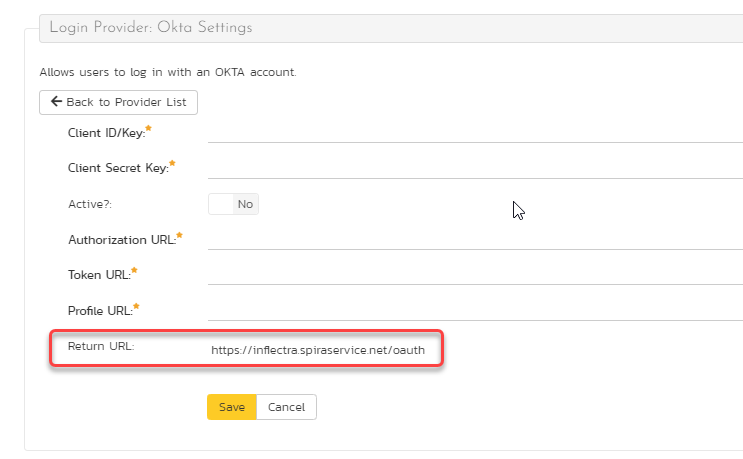 Login Provider: Okta Settings
Allows users to log in with an OKTA account.
Back to Provider List
Client ID/Key:
Client Secret Key:
Active?: No
Authorization URL:
Token URL:
Profile URL:
Return URL: https://inflectra.spiraservice.net/oauth
Save Cancel